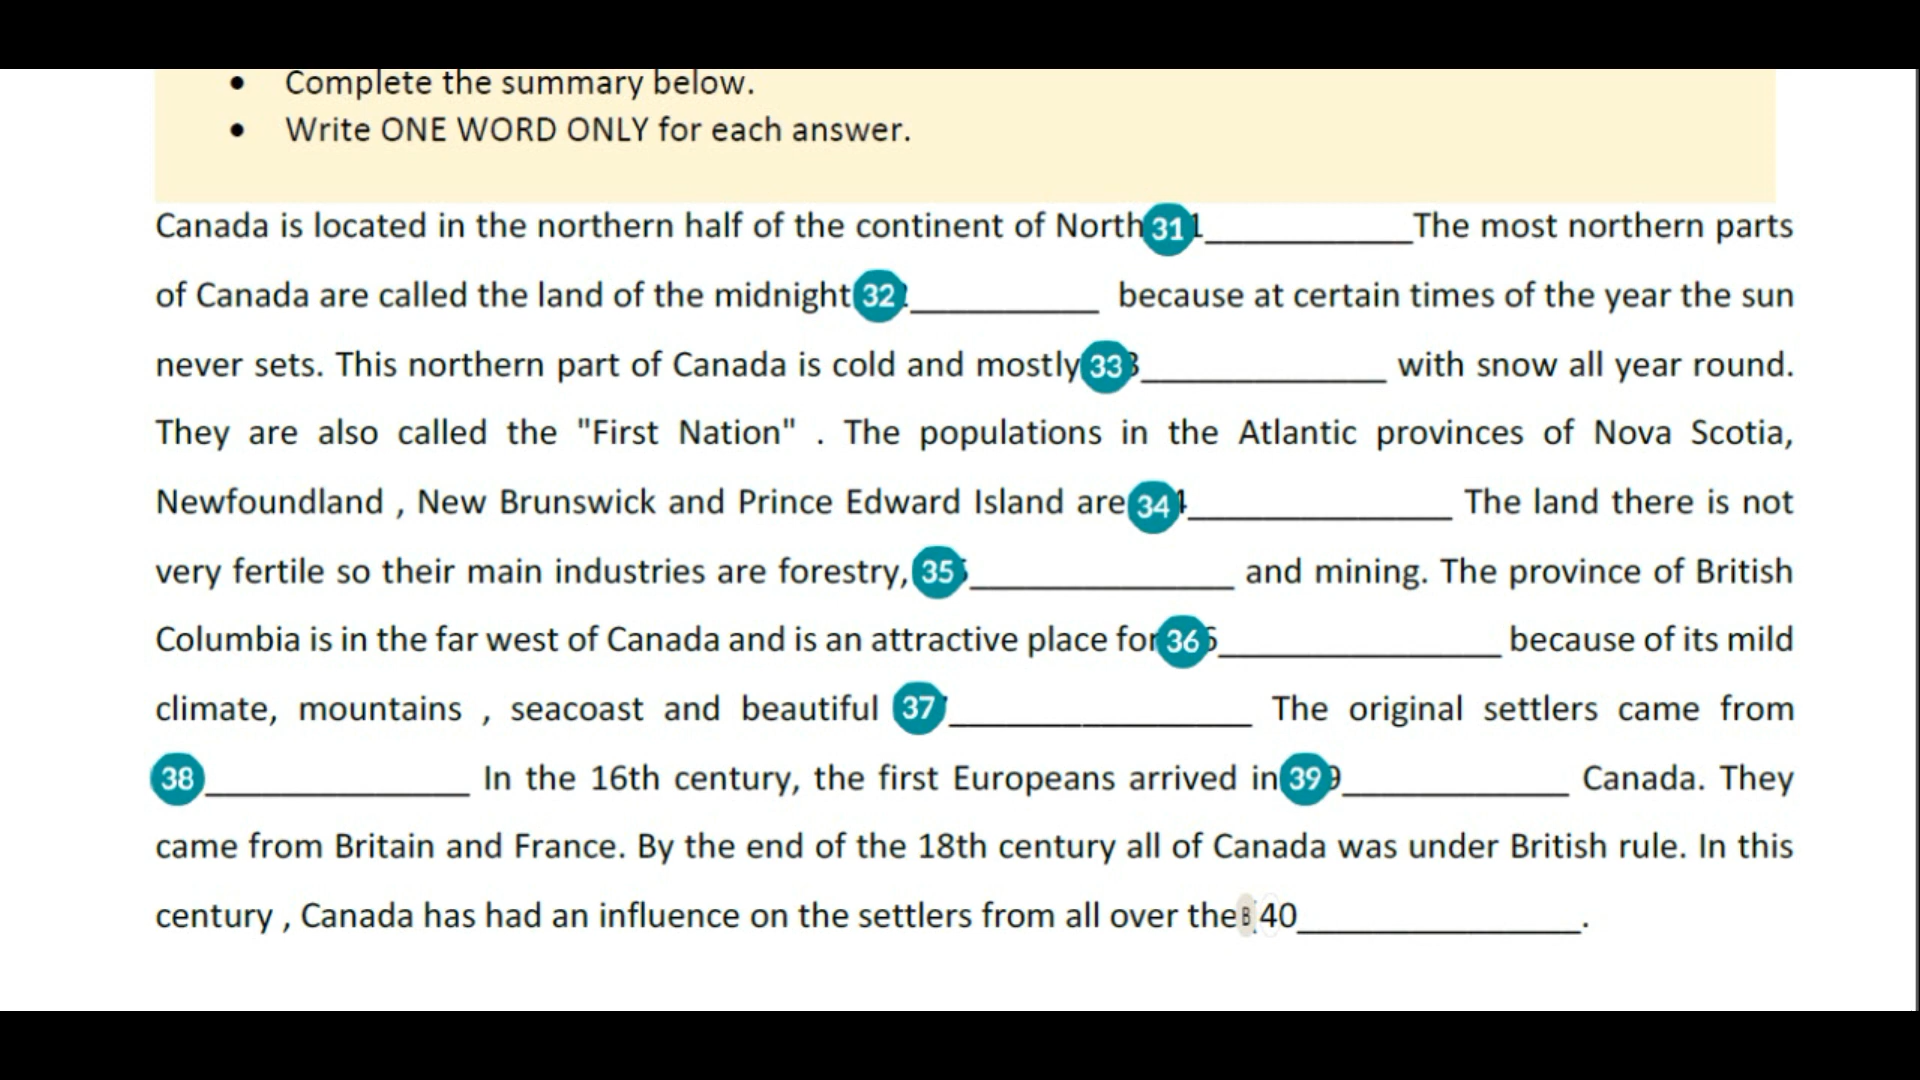 • Complete the summary below.
• Write ONE WORD ONLY for each answer.
Canada is located in the northern half of the continent of North 31 ____________ The most northern parts
of Canada are called the land of the midnight 32 ___________ because at certain times of the year the sun
never sets. This northern part of Canada is cold and mostly 33 ______________ with snow all year round.
They are also called the "First Nation" . The populations in the Atlantic provinces of Nova Scotia,
Newfoundland , New Brunswick and Prince Edward Island are 34 _______________ The land there is not
very fertile so their main industries are forestry, 35 _______________ and mining. The province of British
Columbia is in the far west of Canada and is an attractive place for 36 ________________ because of its mild
climate, mountains , seacoast and beautiful 37 _________________ The original settlers came from
38 _______________ In the 16th century, the first Europeans arrived in 39 _____________ Canada. They
came from Britain and France. By the end of the 18th century all of Canada was under British rule. In this
century , Canada has had an influence on the settlers from all over the 40________________.